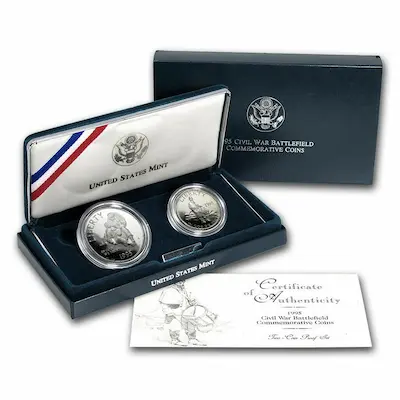 95 CIVIL WAR BATTLEFIELD
COMMEMORATIVE COINS
UNITED STATES MINT
LIBERTY
1995
UNITED STATES MINT
Certificate
of Authenticity
1995
Civil War Battlefield
Commemorative Coins
Two-Coin Proof Set